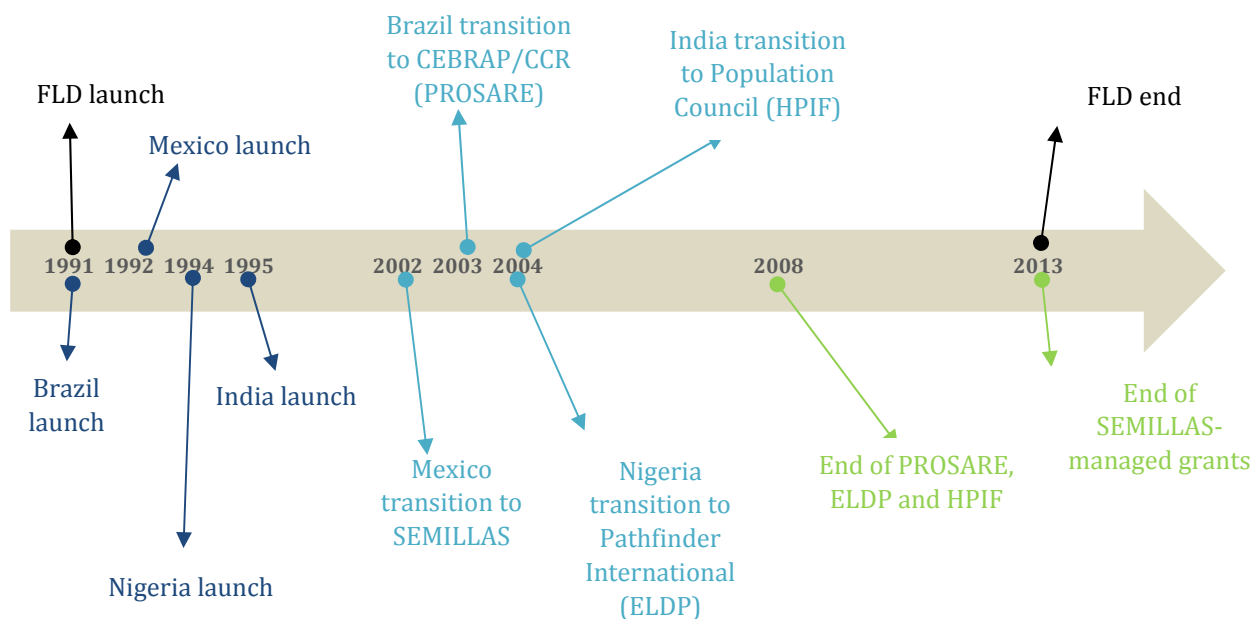 Brazil transition
to CEBRAP/CCR
(PROSARE)
India transition
to Population
Council (HPIF)
FLD launch
FLD end
Mexico launch
1991
1992
1994
1995
2002
2003
2004
2008
2013
Brazil
launch
India launch
End of
SEMILLAS-
managed grants
Mexico
transition to
SEMILLAS
Nigeria
transition to
Pathfinder
International
(ELDP)
End of PROSARE,
ELDP and HPIF
Nigeria launch